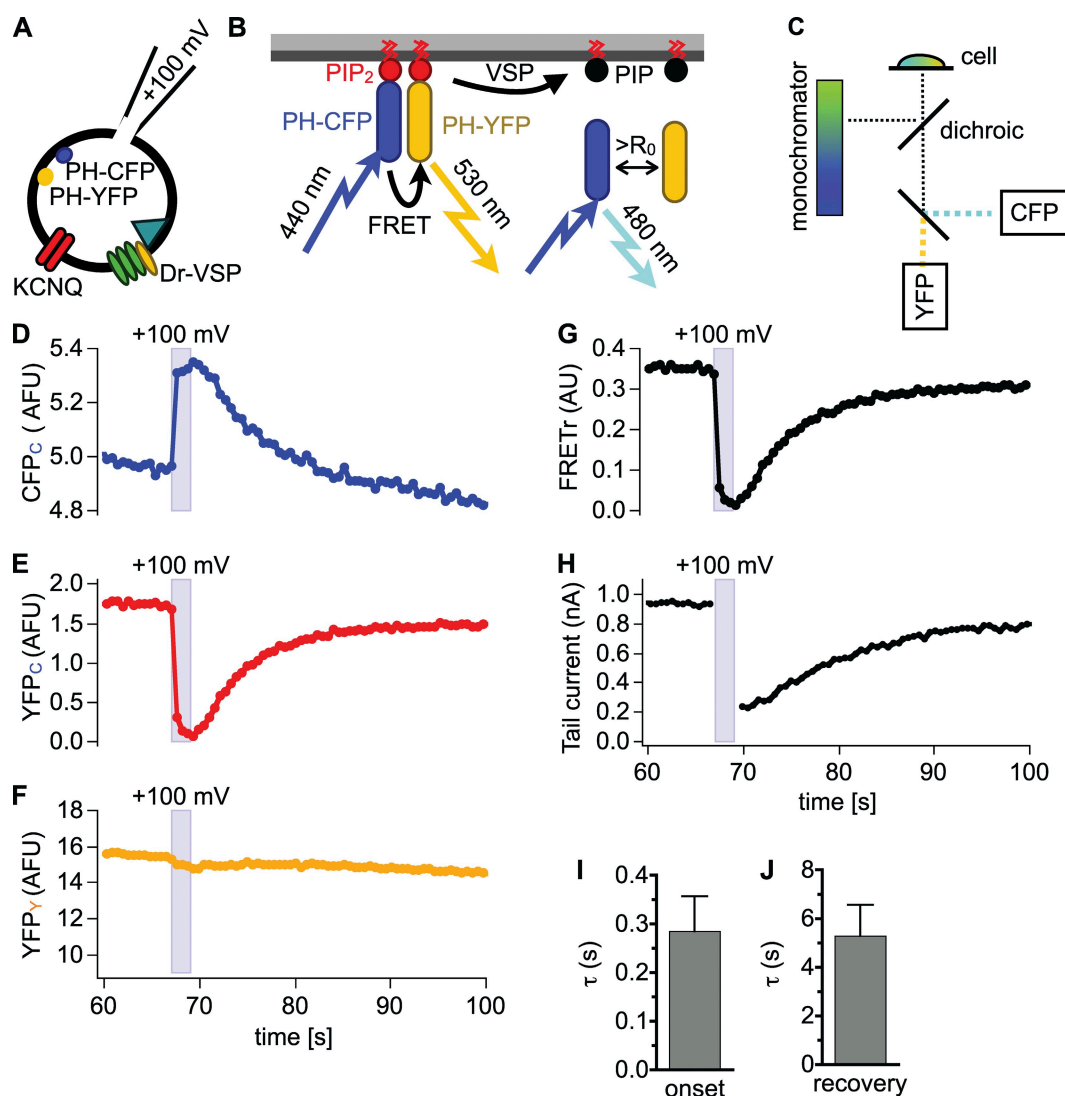 A
+100 mV
PH-CFP
PH-YFP
KCNQ
Dr-VSP
B
PIP2
VSP
PIP
PH-CFP
PH-YFP
>R0
440 nm
FRET
530 nm
480 nm
C
cell
monochromator
dichroic
CFP
YFP
D
+100 mV
CFPC ( AFU)
5.4
5.2
5.0
4.8
E
+100 mV
YFPC (AFU)
2.0
1.5
1.0
0.5
0.0
F
+100 mV
YFPY (AFU)
18
16
14
12
10
60 70 80 90 100
time [s]
G
+100 mV
FRETr (AU)
0.4
0.3
0.2
0.1
0.0
H
+100 mV
Tail current (nA)
1.0
0.8
0.6
0.4
0.2
0.0
60 70 80 90 100
time [s]
I
τ (s)
0.4
0.3
0.2
0.1
0.0
onset
J
τ (s)
8
6
4
2
0
recovery